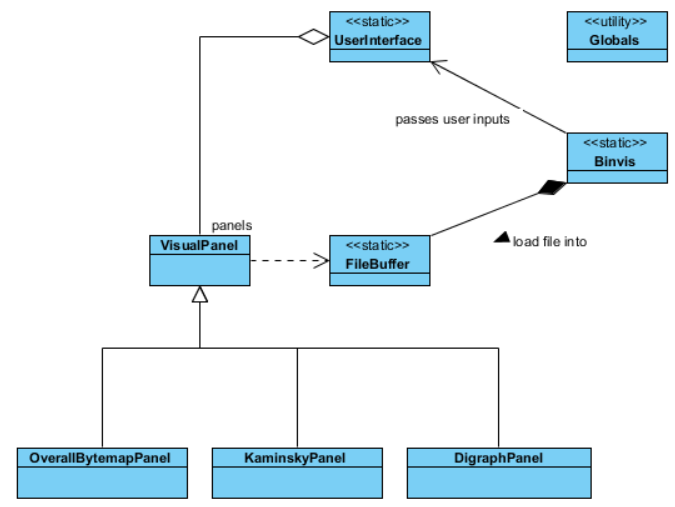 <<static>>
UserInterface
<<utility>>
Globals
passes user inputs
<<static>>
Binvis
panels
VisualPanel
<<static>>
FileBuffer
load file into
OverallBytemapPanel
KaminskyPanel
DigraphPanel